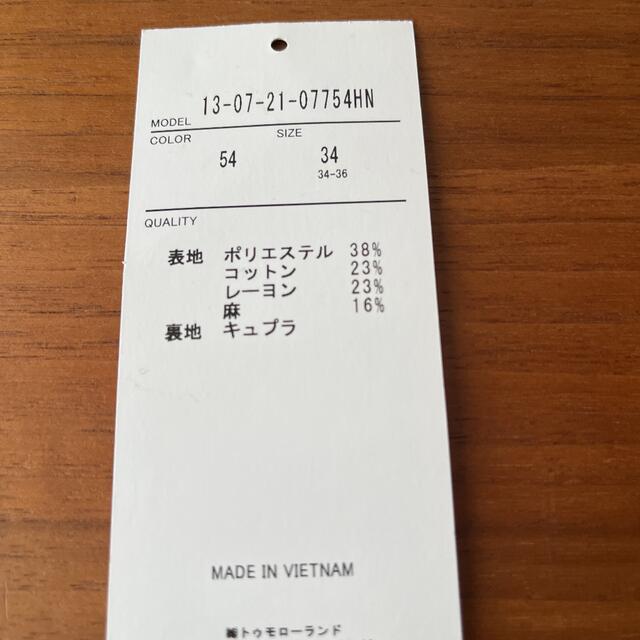 MODEL 13-07-21-07754HN
COLOR SIZE
54 34
34-36
QUALITY
表地 ポリエステル 38%
コットン 23%
レーヨン 23%
麻 16%
裏地 キュプラ
MADE IN VIETNAM
㈱トゥモローランド